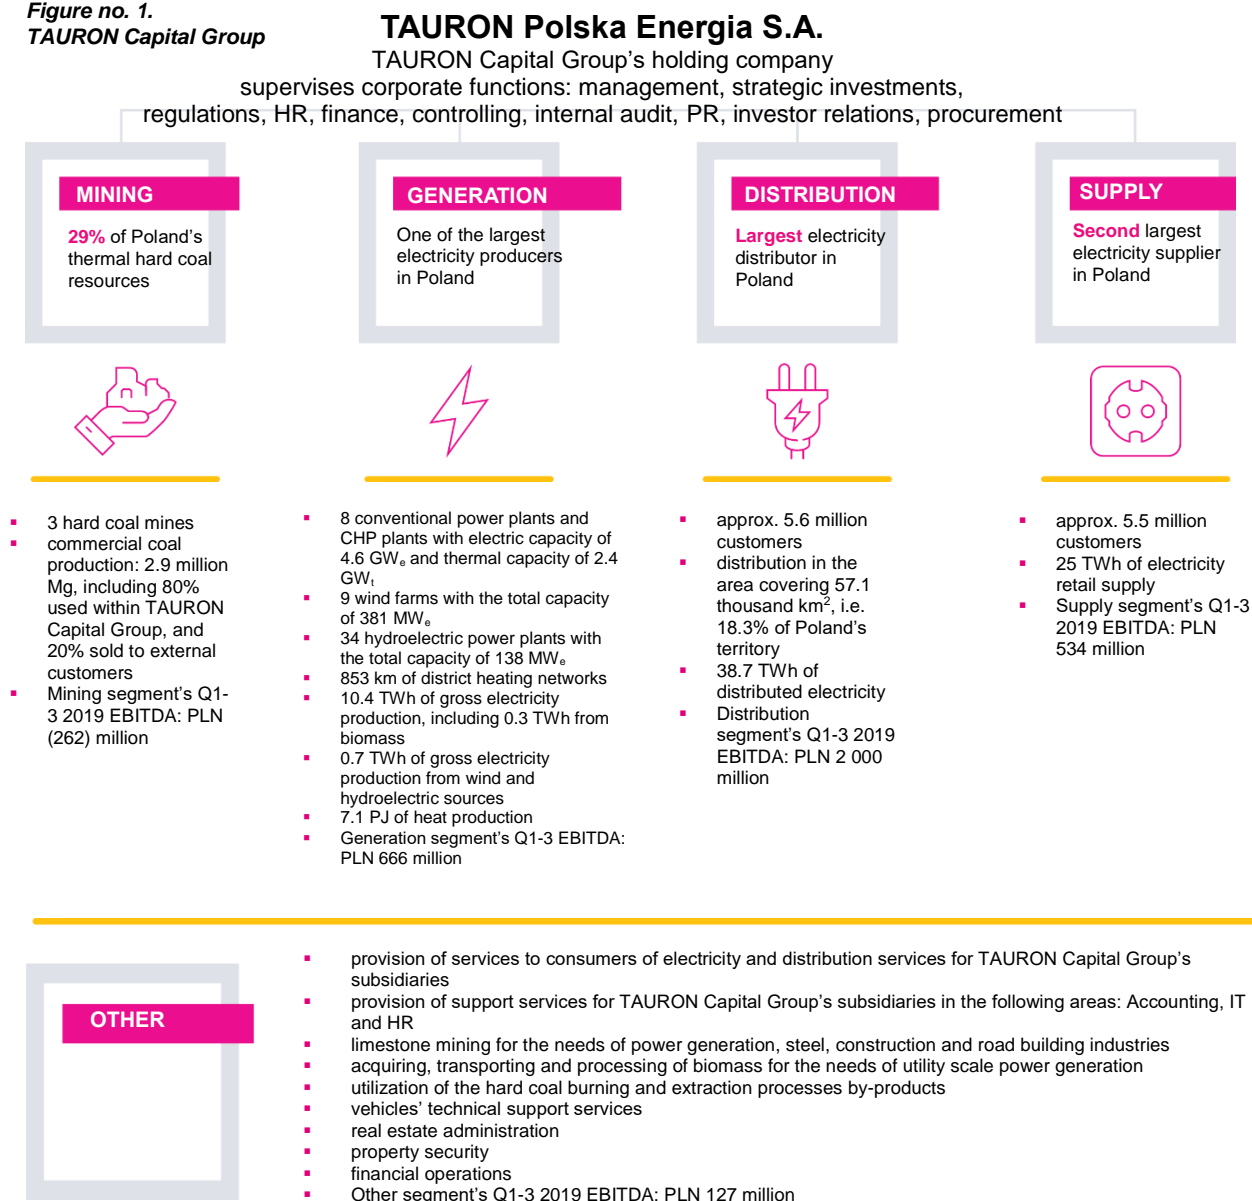 Figure no. 1.
TAURON Capital Group
TAURON Polska Energia S.A.
TAURON Capital Group’s holding company
supervises corporate functions: management, strategic investments,
regulations, HR, finance, controlling, internal audit, PR, investor relations, procurement
MINING
29% of Poland’s
thermal hard coal
resources
GENERATION
One of the largest
electricity producers
in Poland
DISTRIBUTION
Largest electricity
distributor in
Poland
SUPPLY
Second largest
electricity supplier
in Poland
▪ 3 hard coal mines
▪ commercial coal
production: 2.9 million
Mg, including 80%
used within TAURON
Capital Group, and
20% sold to external
customers
▪ Mining segment’s Q1-
3 2019 EBITDA: PLN
(262) million
▪ 8 conventional power plants and
CHP plants with electric capacity of
4.6 GWₑ and thermal capacity of 2.4
GWₜ
▪ 9 wind farms with the total capacity
of 381 MWₑ
▪ 34 hydroelectric power plants with
the total capacity of 138 MWₑ
▪ 853 km of district heating networks
▪ 10.4 TWh of gross electricity
production, including 0.3 TWh from
biomass
▪ 0.7 TWh of gross electricity
production from wind and
hydroelectric sources
▪ 7.1 PJ of heat production
▪ Generation segment’s Q1-3 EBITDA:
PLN 666 million
▪ approx. 5.6 million
customers
▪ distribution in the
area covering 57.1
thousand km², i.e.
18.3% of Poland’s
territory
▪ 38.7 TWh of
distributed electricity
▪ Distribution
segment’s Q1-3 2019
EBITDA: PLN 2 000
million
▪ approx. 5.5 million
customers
▪ 25 TWh of electricity
retail supply
▪ Supply segment’s Q1-3
2019 EBITDA: PLN
534 million
OTHER
▪ provision of services to consumers of electricity and distribution services for TAURON Capital Group’s
subsidiaries
▪ provision of support services for TAURON Capital Group’s subsidiaries in the following areas: Accounting, IT
and HR
▪ limestone mining for the needs of power generation, steel, construction and road building industries
▪ acquiring, transporting and processing of biomass for the needs of utility scale power generation
▪ utilization of the hard coal burning and extraction processes by-products
▪ vehicles’ technical support services
▪ real estate administration
▪ property security
▪ financial operations
▪ Other segment’s Q1-3 2019 EBITDA: PLN 127 million